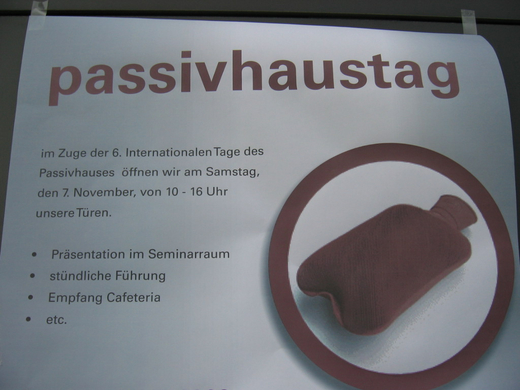 passivhaustag
im Zuge der 6. Internationalen Tage des
Passivhauses öffnen wir am Samstag,
den 7. November, von 10 - 16 Uhr
unsere Türen.
• Präsentation im Seminarraum
• stündliche Führung
• Empfang Cafeteria
• etc.